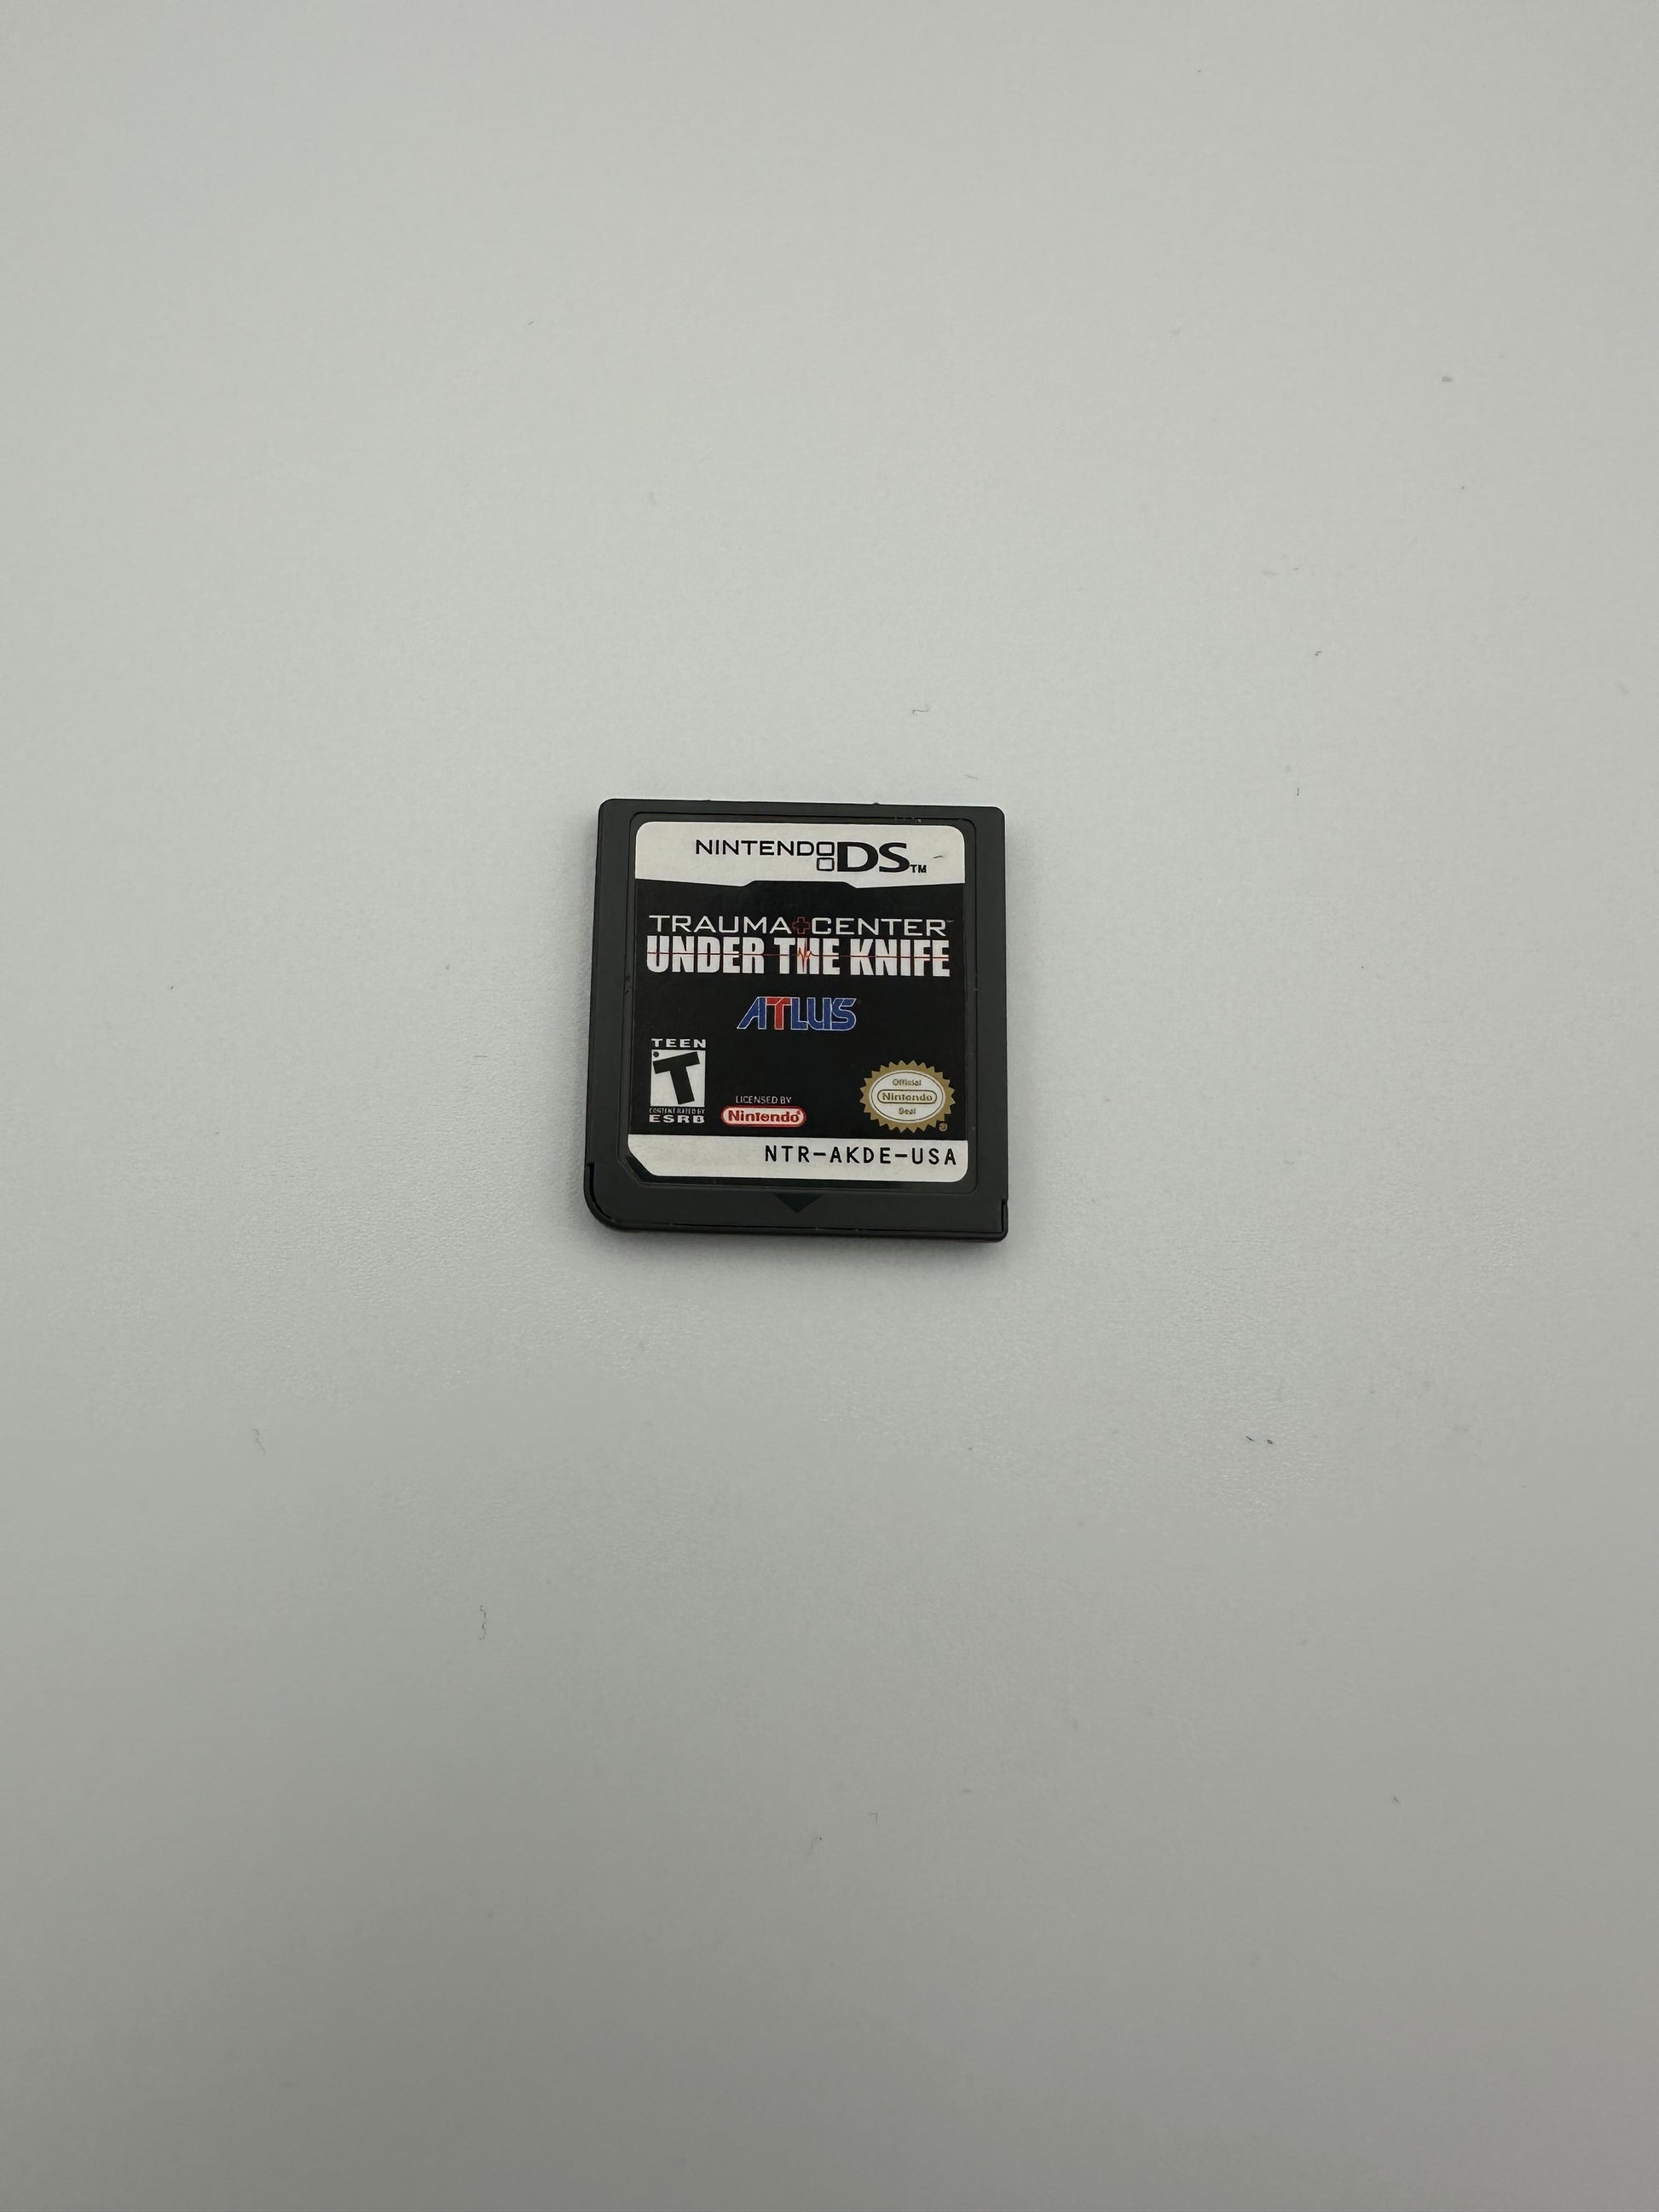 NINTENDO DS™
TRAUMA CENTER™
UNDER THE KNIFE
ATLUS®
TEEN
T
CONTENT RATED BY
ESRB
LICENSED BY
Nintendo®
Official
Nintendo
Seal
®
NTR-AKDE-USA